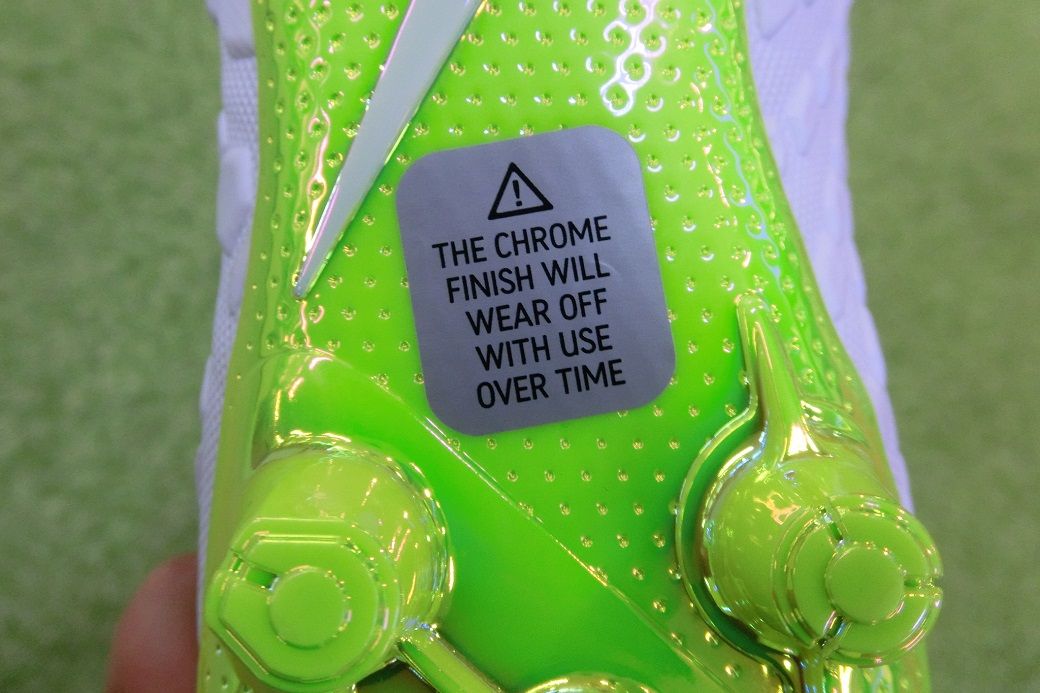 THE CHROME
FINISH WILL
WEAR OFF
WITH USE
OVER TIME